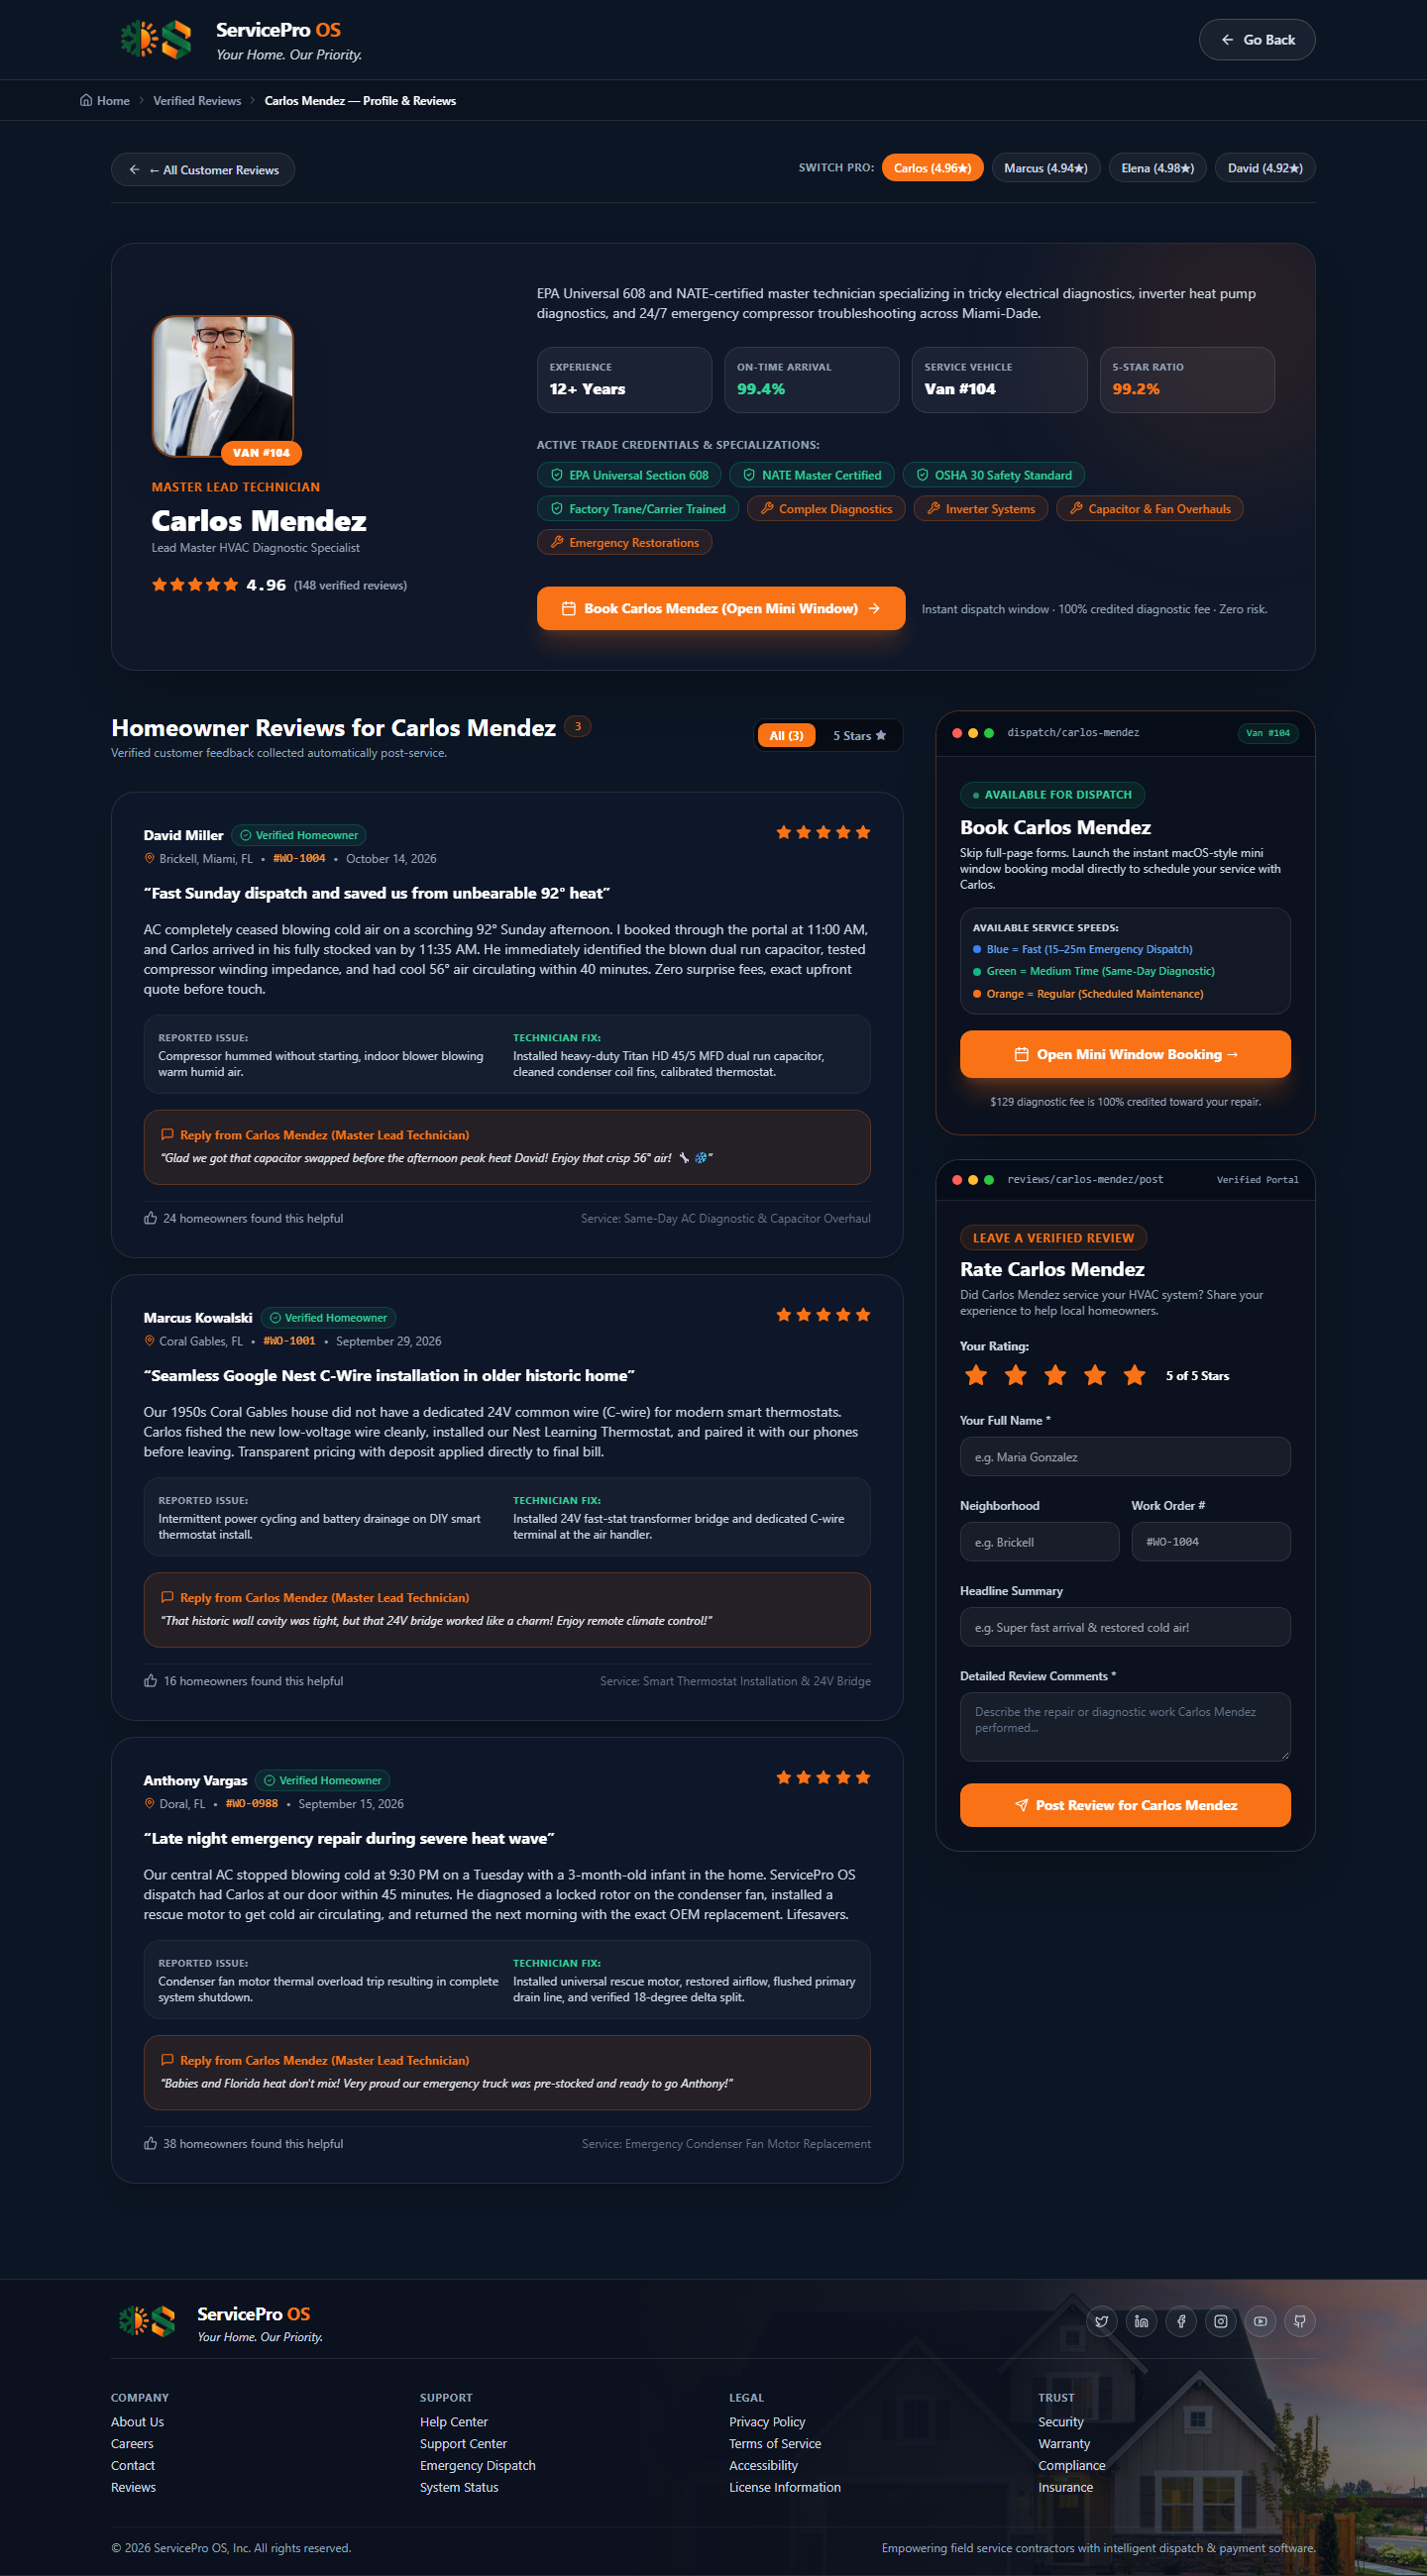 ServicePro OS
Your Home. Our Priority.
Go Back
Home
Verified Reviews
Carlos Mendez — Profile & Reviews
← All Customer Reviews
SWITCH PRO:
Carlos (4.96★)
Marcus (4.94★)
Elena (4.98★)
David (4.92★)
VAN #104
MASTER LEAD TECHNICIAN
Carlos Mendez
Lead Master HVAC Diagnostic Specialist
4.96 (148 verified reviews)
EPA Universal 608 and NATE-certified master technician specializing in tricky electrical diagnostics, inverter heat pump
diagnostics, and 24/7 emergency compressor troubleshooting across Miami-Dade.
EXPERIENCE
12+ Years
ON-TIME ARRIVAL
99.4%
SERVICE VEHICLE
Van #104
5-STAR RATIO
99.2%
ACTIVE TRADE CREDENTIALS & SPECIALIZATIONS:
EPA Universal Section 608
NATE Master Certified
OSHA 30 Safety Standard
Factory Trane/Carrier Trained
Complex Diagnostics
Inverter Systems
Capacitor & Fan Overhauls
Emergency Restorations
Book Carlos Mendez (Open Mini Window)
Instant dispatch window · 100% credited diagnostic fee · Zero risk.
Homeowner Reviews for Carlos Mendez 3
Verified customer feedback collected automatically post-service.
All (3)
5 Stars ★
David Miller
Verified Homeowner
Brickell, Miami, FL • #WO-1004 • October 14, 2026
“Fast Sunday dispatch and saved us from unbearable 92° heat”
AC completely ceased blowing cold air on a scorching 92° Sunday afternoon. I booked through the portal at 11:00 AM,
and Carlos arrived in his fully stocked van by 11:35 AM. He immediately identified the blown dual run capacitor, tested
compressor winding impedance, and had cool 56° air circulating within 40 minutes. Zero surprise fees, exact upfront
quote before touch.
REPORTED ISSUE:
Compressor hummed without starting, indoor blower blowing
warm humid air.
TECHNICIAN FIX:
Installed heavy-duty Titan HD 45/5 MFD dual run capacitor,
cleaned condenser coil fins, calibrated thermostat.
Reply from Carlos Mendez (Master Lead Technician)
"Glad we got that capacitor swapped before the afternoon peak heat David! Enjoy that crisp 56° air! 🔧 ❄️"
24 homeowners found this helpful
Service: Same-Day AC Diagnostic & Capacitor Overhaul
Marcus Kowalski
Verified Homeowner
Coral Gables, FL • #WO-1001 • September 29, 2026
“Seamless Google Nest C-Wire installation in older historic home”
Our 1950s Coral Gables house did not have a dedicated 24V common wire (C-wire) for modern smart thermostats.
Carlos fished the new low-voltage wire cleanly, installed our Nest Learning Thermostat, and paired it with our phones
before leaving. Transparent pricing with deposit applied directly to final bill.
REPORTED ISSUE:
Intermittent power cycling and battery drainage on DIY smart
thermostat install.
TECHNICIAN FIX:
Installed 24V fast-stat transformer bridge and dedicated C-wire
terminal at the air handler.
Reply from Carlos Mendez (Master Lead Technician)
"That historic wall cavity was tight, but that 24V bridge worked like a charm! Enjoy remote climate control!"
16 homeowners found this helpful
Service: Smart Thermostat Installation & 24V Bridge
Anthony Vargas
Verified Homeowner
Doral, FL • #WO-0988 • September 15, 2026
“Late night emergency repair during severe heat wave”
Our central AC stopped blowing cold at 9:30 PM on a Tuesday with a 3-month-old infant in the home. ServicePro OS
dispatch had Carlos at our door within 45 minutes. He diagnosed a locked rotor on the condenser fan, installed a
rescue motor to get cold air circulating, and returned the next morning with the exact OEM replacement. Lifesavers.
REPORTED ISSUE:
Condenser fan motor thermal overload trip resulting in complete
system shutdown.
TECHNICIAN FIX:
Installed universal rescue motor, restored airflow, flushed primary
drain line, and verified 18-degree delta split.
Reply from Carlos Mendez (Master Lead Technician)
"Babies and Florida heat don't mix! Very proud our emergency truck was pre-stocked and ready to go Anthony!"
38 homeowners found this helpful
Service: Emergency Condenser Fan Motor Replacement
dispatch/carlos-mendez
Van #104
AVAILABLE FOR DISPATCH
Book Carlos Mendez
Skip full-page forms. Launch the instant macOS-style mini
window booking modal directly to schedule your service with
Carlos.
AVAILABLE SERVICE SPEEDS:
Blue = Fast (15–25m Emergency Dispatch)
Green = Medium Time (Same-Day Diagnostic)
Orange = Regular (Scheduled Maintenance)
Open Mini Window Booking →
$129 diagnostic fee is 100% credited toward your repair.
reviews/carlos-mendez/post
Verified Portal
LEAVE A VERIFIED REVIEW
Rate Carlos Mendez
Did Carlos Mendez service your HVAC system? Share your
experience to help local homeowners.
Your Rating:
5 of 5 Stars
Your Full Name *
e.g. Maria Gonzalez
Neighborhood
e.g. Brickell
Work Order #
#WO-1004
Headline Summary
e.g. Super fast arrival & restored cold air!
Detailed Review Comments *
Describe the repair or diagnostic work Carlos Mendez
performed...
Post Review for Carlos Mendez
ServicePro OS
Your Home. Our Priority.
COMPANY
About Us
Careers
Contact
Reviews
SUPPORT
Help Center
Support Center
Emergency Dispatch
System Status
LEGAL
Privacy Policy
Terms of Service
Accessibility
License Information
TRUST
Security
Warranty
Compliance
Insurance
© 2026 ServicePro OS, Inc. All rights reserved.
Empowering field service contractors with intelligent dispatch & payment software.